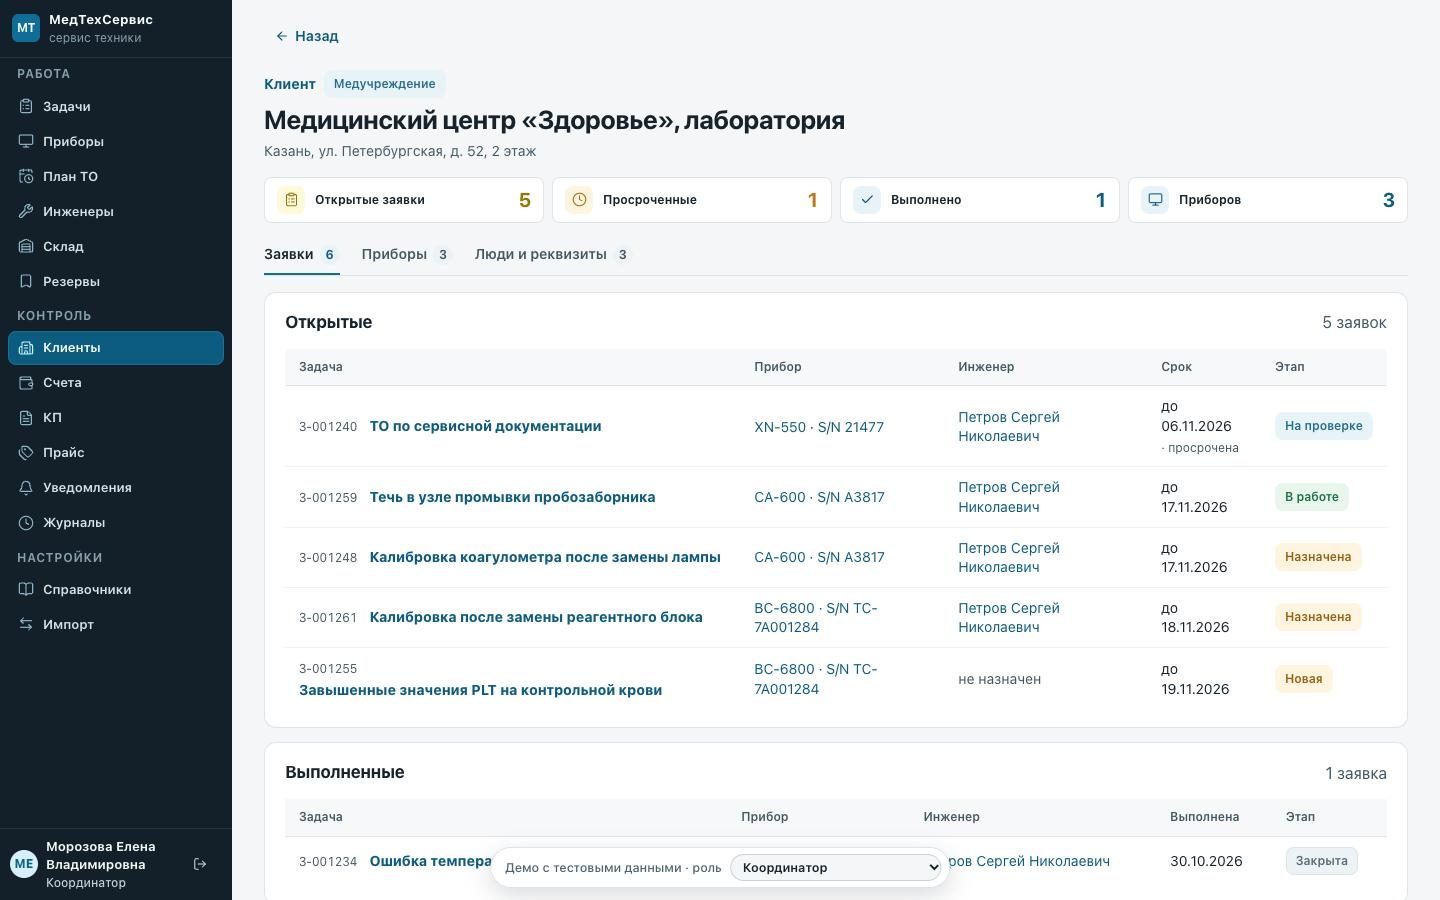 МТ
МедТехСервис
сервис техники
РАБОТА
Задачи
Приборы
План ТО
Инженеры
Склад
Резервы
КОНТРОЛЬ
Клиенты
Счета
КП
Прайс
Уведомления
Журналы
НАСТРОЙКИ
Справочники
Импорт
МЕ
Морозова Елена
Владимировна
Координатор
Назад
Клиент Медучреждение
Медицинский центр «Здоровье», лаборатория
Казань, ул. Петербургская, д. 52, 2 этаж
Открытые заявки 5
Просроченные 1
Выполнено 1
Приборов 3
Заявки 6 Приборы 3 Люди и реквизиты 3
Открытые 5 заявок
Задача Прибор Инженер Срок Этап
З-001240 ТО по сервисной документации XN-550 · S/N 21477 Петров Сергей Николаевич до 06.11.2026 · просрочена На проверке
З-001259 Течь в узле промывки пробозаборника CA-600 · S/N A3817 Петров Сергей Николаевич до 17.11.2026 В работе
З-001248 Калибровка коагулометра после замены лампы CA-600 · S/N A3817 Петров Сергей Николаевич до 17.11.2026 Назначена
З-001261 Калибровка после замены реагентного блока BC-6800 · S/N TC-7A001284 Петров Сергей Николаевич до 18.11.2026 Назначена
З-001255 Завышенные значения PLT на контрольной крови BC-6800 · S/N TC-7A001284 не назначен до 19.11.2026 Новая
Выполненные 1 заявка
Задача Прибор Инженер Выполнена Этап
З-001234 Ошибка темпера ров Сергей Николаевич 30.10.2026 Закрыта
Демо с тестовыми данными · роль Координатор